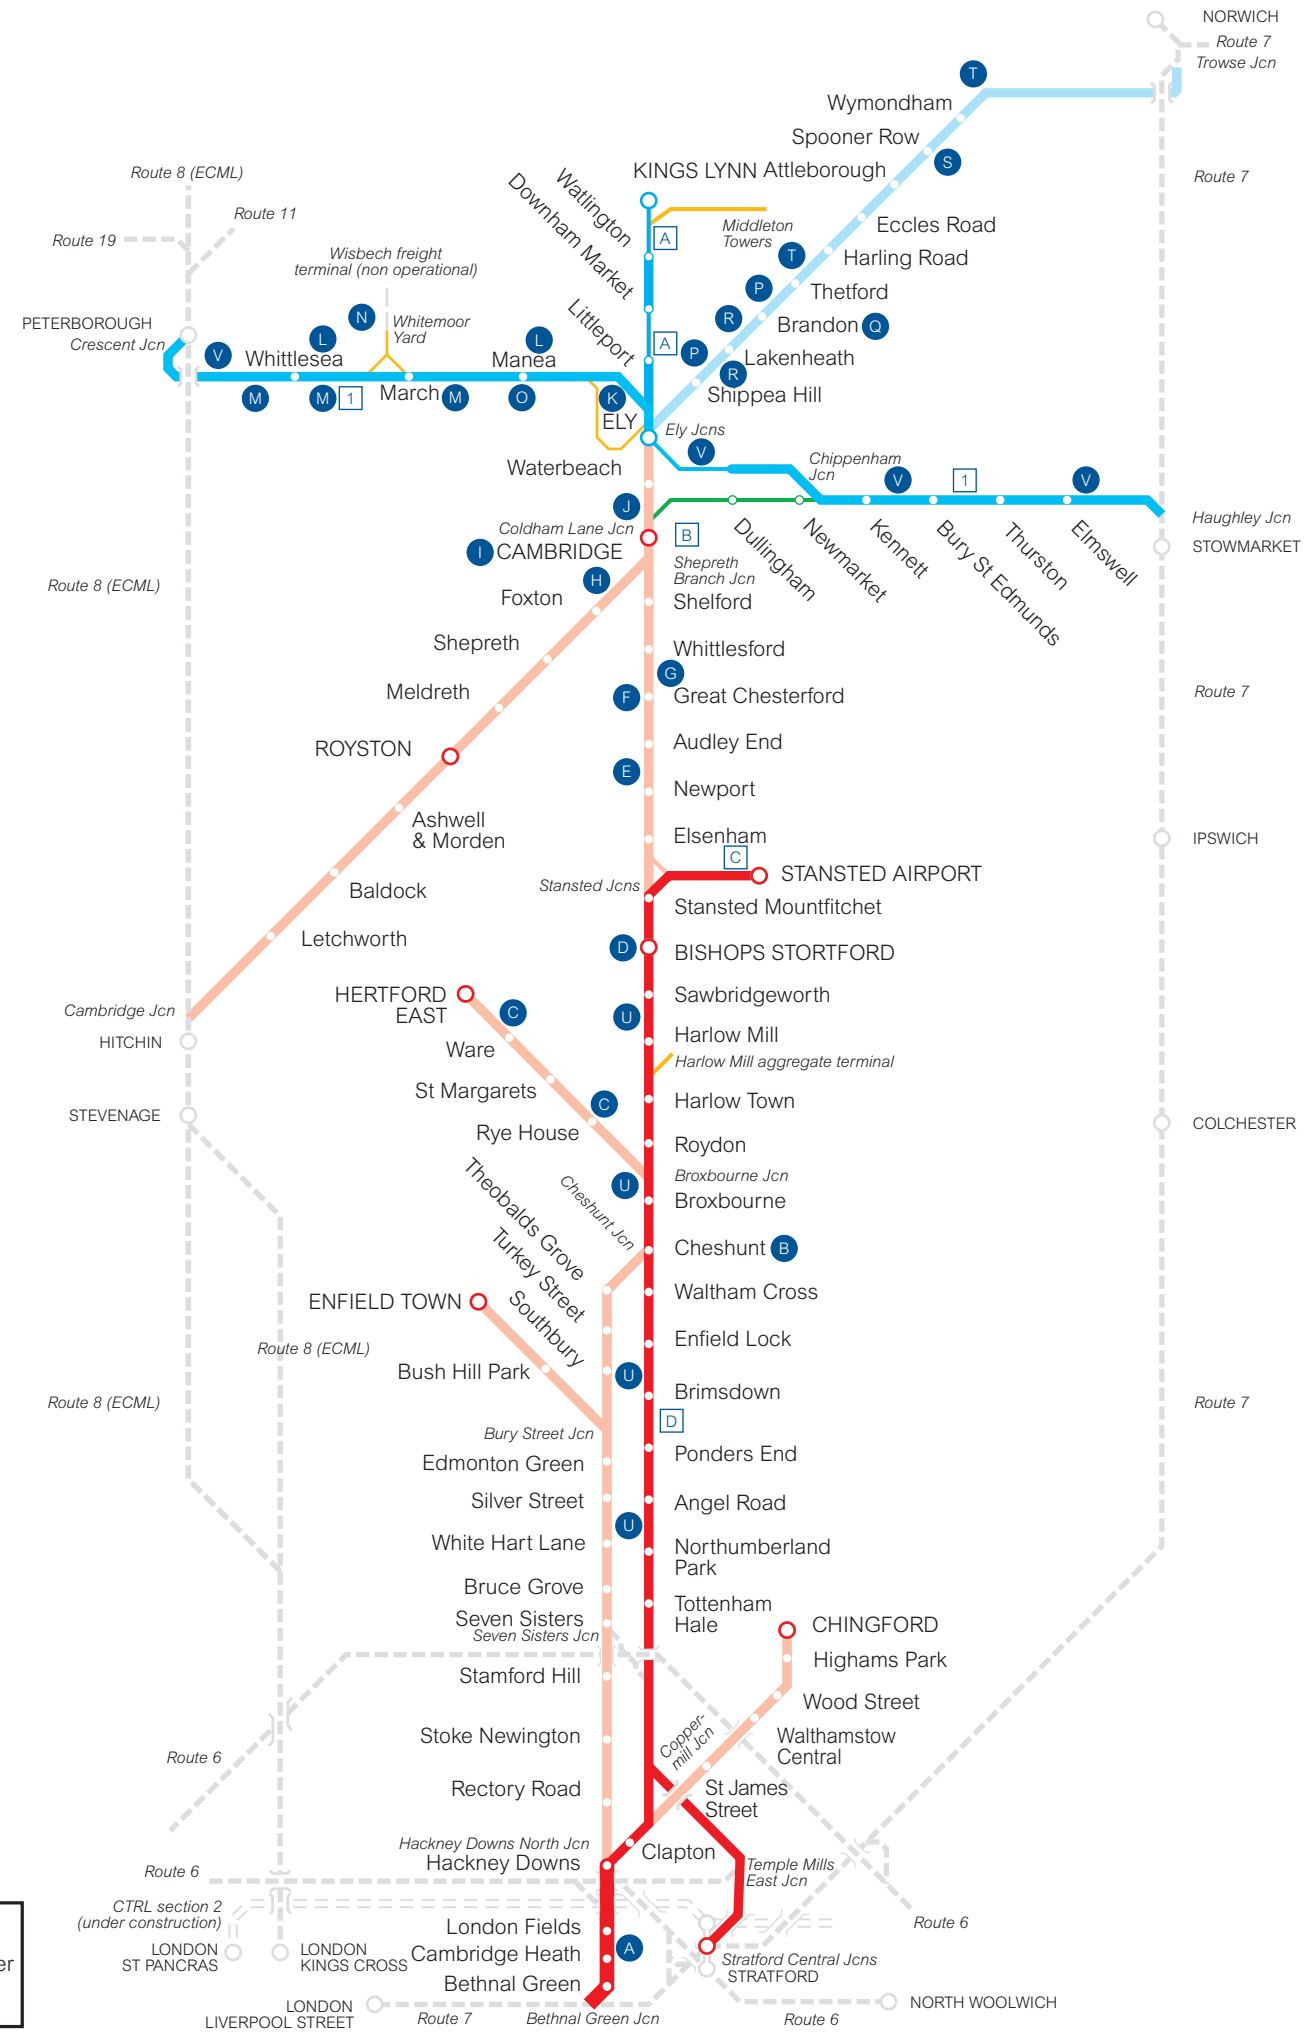 NORWICH
Route 7
Trowse Jcn
T
Wymondham
Spooner Row
S
KINGS LYNN
Attleborough
Route 8 (ECML)
Route 7
Watlington
Downham Market
Route 11
Route 19
A
Middleton
Towers
Eccles Road
Wisbech freight
terminal (non operational)
T
Harling Road
P
Thetford
Littleport
N
R
Brandon
Q
PETERBOROUGH
Crescent Jcn
L
Whitemoor
Yard
L
A
P
V
Whittlesea
Manea
Lakenheath
R
M
M
1
March
M
O
K
Shippea Hill
ELY
Ely Jcns
V
Chippenham
Jcn
Waterbeach
V
1
V
J
Coldham Lane Jcn
B
Haughley Jcn
I
CAMBRIDGE
Dullingham
Newmarket
Kennett
Bury St Edmunds
Thurston
Elmswell
STOWMARKET
Shepreth
Branch Jcn
H
Route 8 (ECML)
Foxton
Shelford
Shepreth
Whittlesford
G
Meldreth
F
Great Chesterford
Route 7
ROYSTON
Audley End
E
Newport
Ashwell
& Morden
Elsenham
IPSWICH
C
STANSTED AIRPORT
Baldock
Stansted Jcns
Stansted Mountfitchet
Letchworth
D
BISHOPS STORTFORD
HERTFORD
EAST
Sawbridgeworth
Cambridge Jcn
C
U
HITCHIN
Harlow Mill
Ware
Harlow Mill aggregate terminal
St Margarets
Harlow Town
C
STEVENAGE
COLCHESTER
Rye House
Roydon
Broxbourne Jcn
U
Broxbourne
Theobalds Grove
Cheshunt Jcn
Turkey Street
Cheshunt
B
Southbury
ENFIELD TOWN
Waltham Cross
Route 8 (ECML)
Enfield Lock
Bush Hill Park
U
Brimsdown
Route 8 (ECML)
Route 7
D
Bury Street Jcn
Edmonton Green
Ponders End
Silver Street
Angel Road
U
White Hart Lane
Northumberland
Park
Bruce Grove
Tottenham
Hale
Seven Sisters
Seven Sisters Jcn
CHINGFORD
Highams Park
Stamford Hill
Wood Street
Stoke Newington
Copper-
mill Jcn
Walthamstow
Central
Route 6
Rectory Road
St James
Street
Hackney Downs North Jcn
Clapton
Hackney Downs
Route 6
Temple Mills
East Jcn
CTRL section 2
(under construction)
London Fields
Route 6
LONDON
ST PANCRAS
LONDON
KINGS CROSS
Cambridge Heath
A
Stratford Central Jcns
STRATFORD
er
Bethnal Green
LONDON
LIVERPOOL STREET
Route 7
Bethnal Green Jcn
NORTH WOOLWICH
Route 6